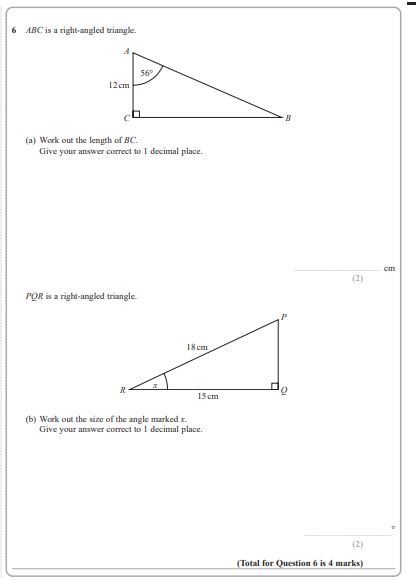 6 ABC is a right-angled triangle.
A
56°
12 cm
C
B
(a) Work out the length of BC.
Give your answer correct to 1 decimal place.
cm
(2)
PQR is a right-angled triangle.
P
18 cm
R
x
Q
15 cm
(b) Work out the size of the angle marked x.
Give your answer correct to 1 decimal place.
°
(2)
(Total for Question 6 is 4 marks)